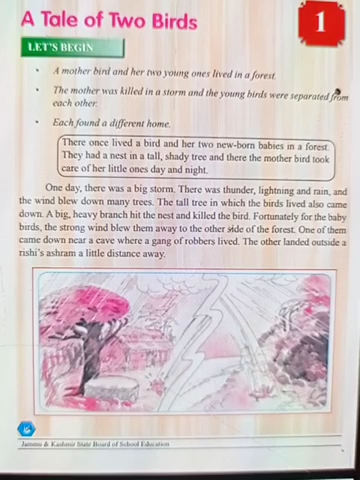 A Tale of Two Birds
1
LET'S BEGIN
• A mother bird and her two young ones lived in a forest.
• The mother was killed in a storm and the young birds were separated from
each other.
• Each found a different home.
There once lived a bird and her two new-born babies in a forest.
They had a nest in a tall, shady tree and there the mother bird took
care of her little ones day and night.
One day, there was a big storm. There was thunder, lightning and rain, and
the wind blew down many trees. The tall tree in which the birds lived also came
down. A big, heavy branch hit the nest and killed the bird. Fortunately for the baby
birds, the strong wind blew them away to the other side of the forest. One of them
came down near a cave where a gang of robbers lived. The other landed outside a
rishi's ashram a little distance away.
Jammu & Kashmir State Board of School Education